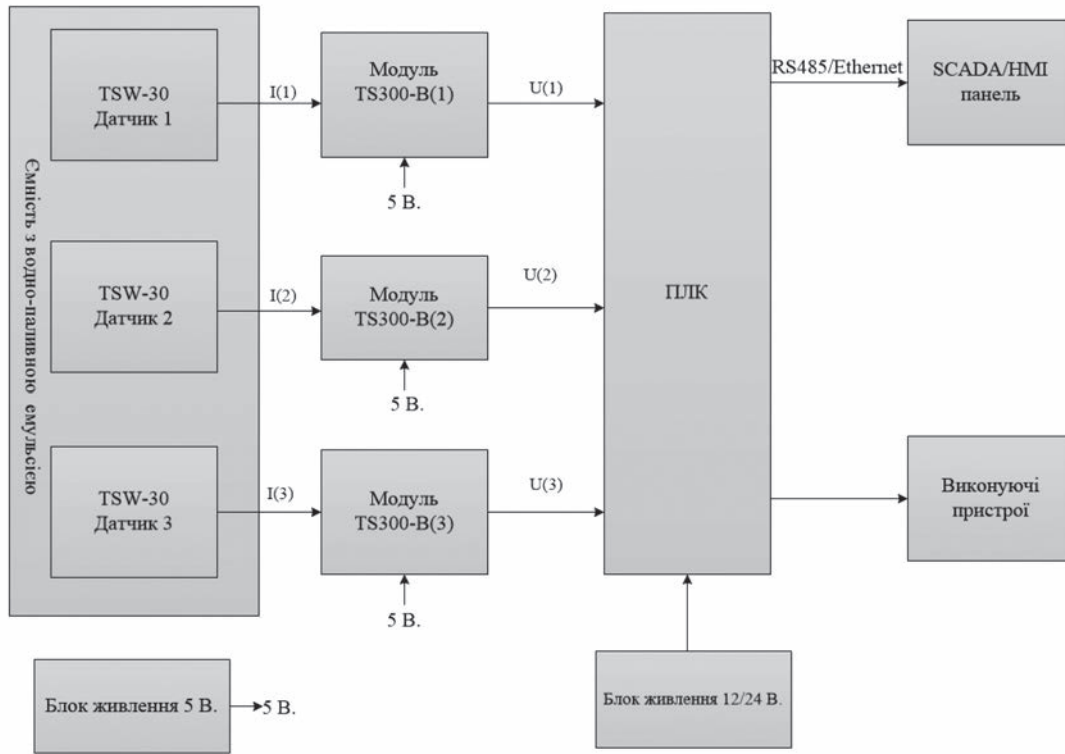 Ємність з водно-паливною емульсією
TSW-30
Датчик 1
I(1)
Модуль
TS300-B(1)
5 В.
U(1)
TSW-30
Датчик 2
I(2)
Модуль
TS300-B(2)
5 В.
U(2)
TSW-30
Датчик 3
I(3)
Модуль
TS300-B(3)
5 В.
U(3)
ПЛК
RS485/Ethernet
SCADA/HMI
панель
Виконуючі
пристрої
Блок живлення 5 В.
5 В.
Блок живлення 12/24 В.